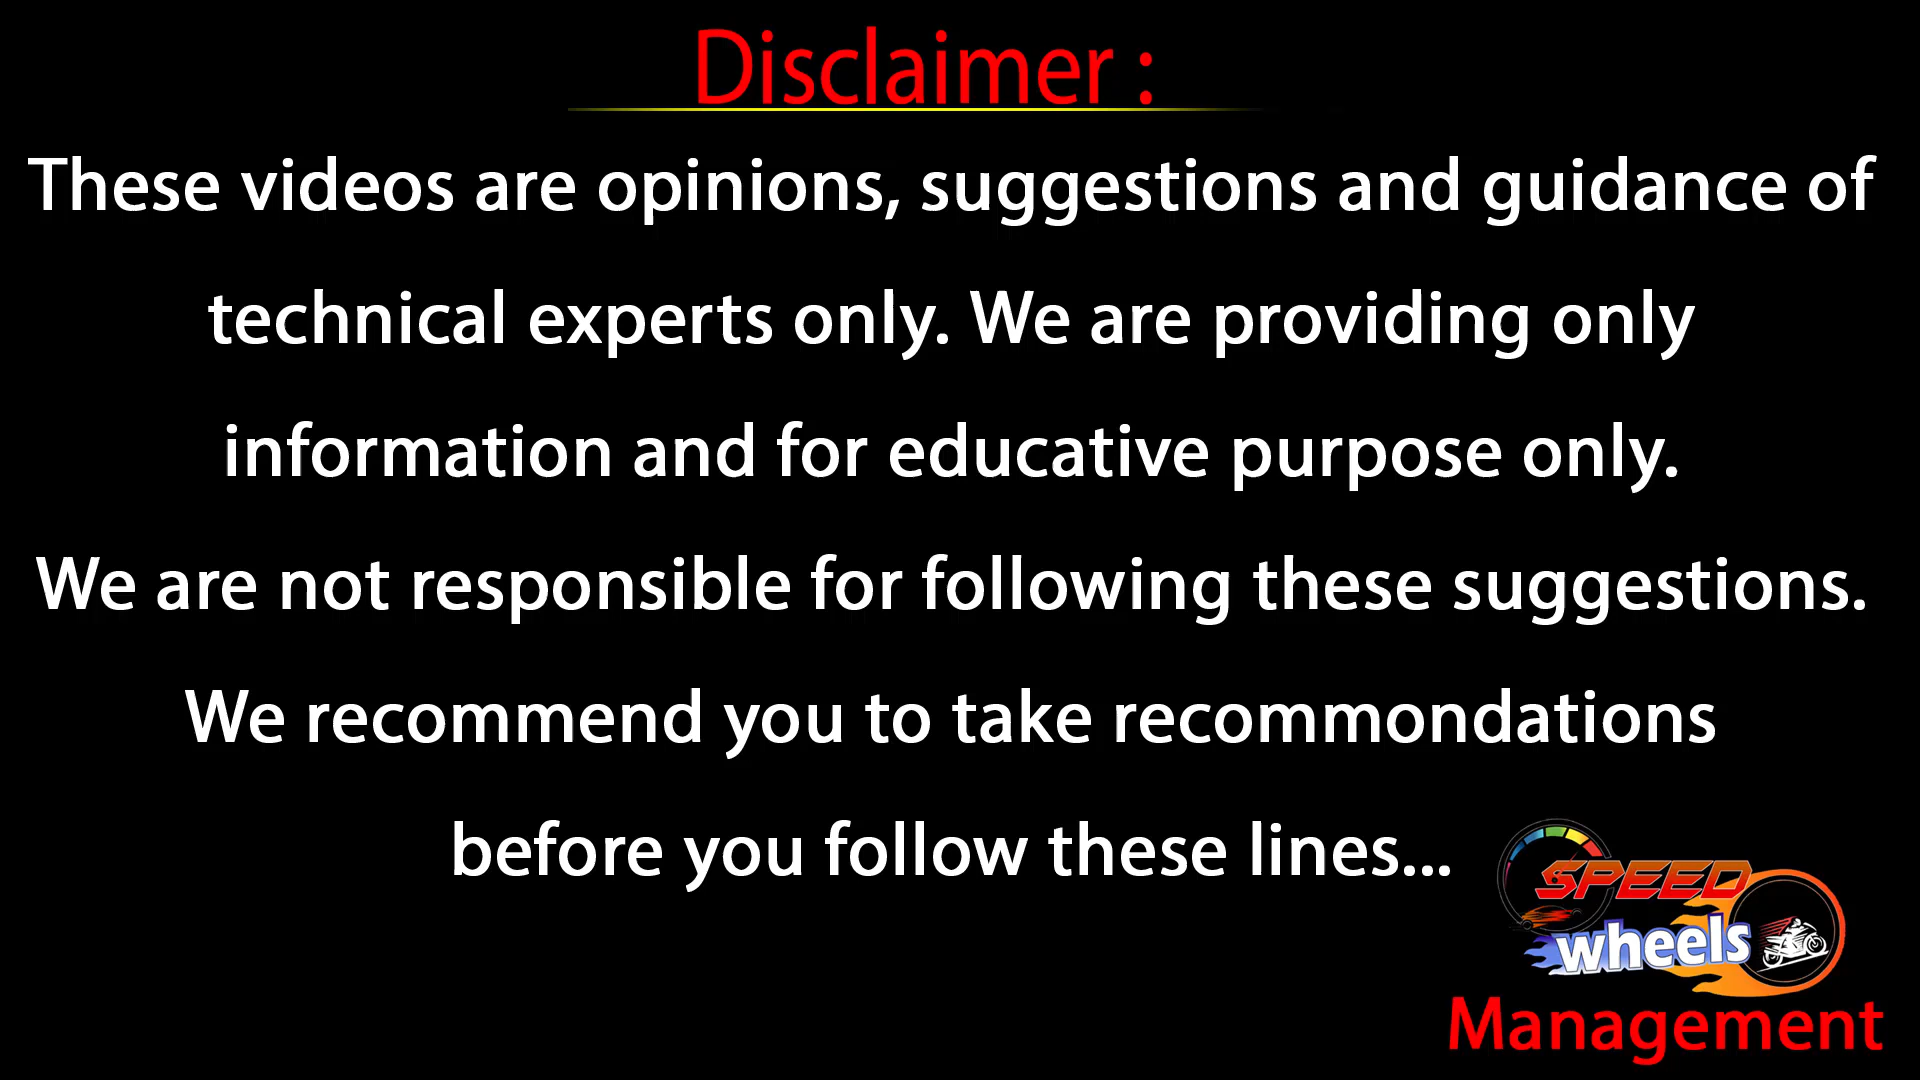 Disclaimer :
These videos are opinions, suggestions and guidance of
technical experts only. We are providing only
information and for educative purpose only.
We are not responsible for following these suggestions.
We recommend you to take recommondations
before you follow these lines...
SPEED
wheels
Management